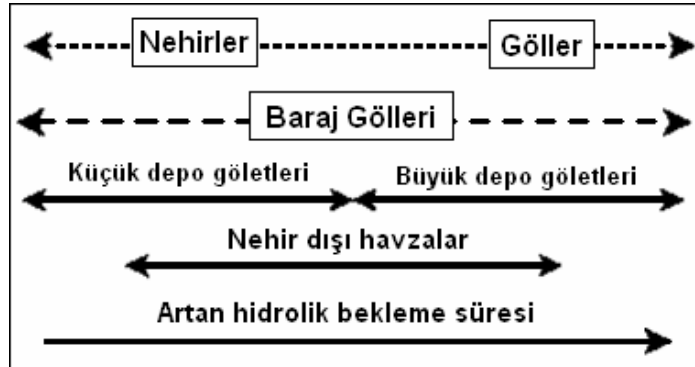 Nehirler
Göller
Baraj Gölleri
Küçük depo göletleri
Büyük depo göletleri
Nehir dışı havzalar
Artan hidrolik bekleme süresi